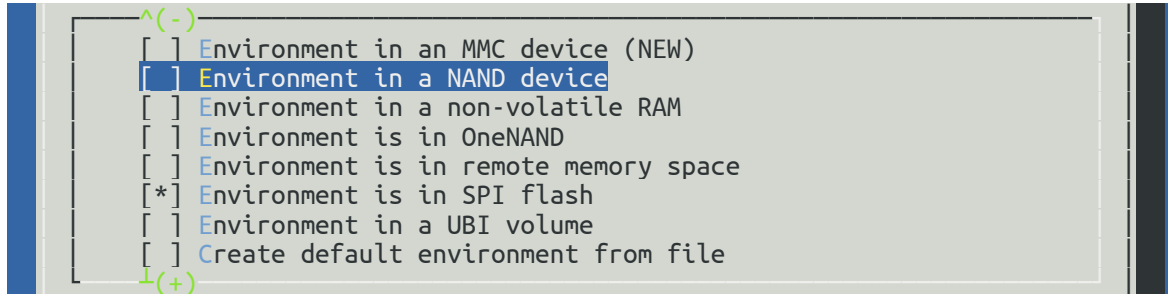 ^(-)
[ ] Environment in an MMC device (NEW)
[ ] Environment in a NAND device
[ ] Environment in a non-volatile RAM
[ ] Environment is in OneNAND
[ ] Environment is in remote memory space
[*] Environment is in SPI flash
[ ] Environment in a UBI volume
[ ] Create default environment from file
┴(+)